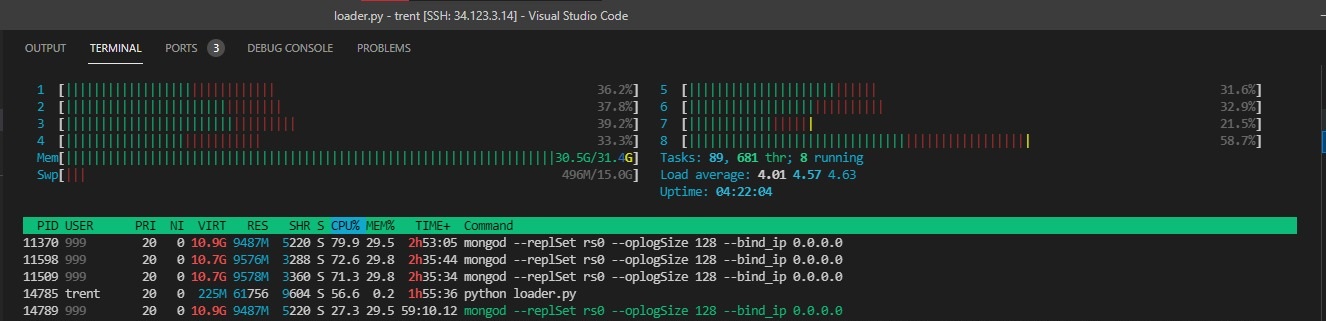 loader.py - trent [SSH: 34.123.3.14] - Visual Studio Code
OUTPUT TERMINAL PORTS 3 DEBUG CONSOLE PROBLEMS
1 [||||||||||||||||||||||||||||| 36.2%] 5 [|||||||||||||||||||||||||| 31.6%]
2 [|||||||||||||||||||||||||||||| 37.8%] 6 [||||||||||||||||||||||||||| 32.9%]
3 [|||||||||||||||||||||||||||||||| 39.2%] 7 [|||||||||||||||||| 21.5%]
4 [||||||||||||||||||||||||||| 33.3%] 8 [|||||||||||||||||||||||||||||||||||||||||||||||| 58.7%]
Mem[||||||||||||||||||||||||||||||||||||||||||||||||||||||||||||||||||||||30.5G/31.4G] Tasks: 89, 681 thr; 8 running
Swp[||| 496M/15.0G] Load average: 4.01 4.57 4.63
Uptime: 04:22:04
PID USER PRI NI VIRT RES SHR S CPU% MEM% TIME+ Command
11370 999 20 0 10.9G 9487M 5220 S 79.9 29.5 2h53:05 mongod --replSet rs0 --oplogSize 128 --bind_ip 0.0.0.0
11598 999 20 0 10.7G 9576M 3288 S 72.6 29.8 2h35:44 mongod --replSet rs0 --oplogSize 128 --bind_ip 0.0.0.0
11509 999 20 0 10.7G 9578M 3360 S 71.3 29.8 2h35:34 mongod --replSet rs0 --oplogSize 128 --bind_ip 0.0.0.0
14785 trent 20 0 225M 61756 9604 S 56.6 0.2 1h55:36 python loader.py
14789 999 20 0 10.9G 9487M 5220 S 27.3 29.5 59:10.12 mongod --replSet rs0 --oplogSize 128 --bind_ip 0.0.0.0